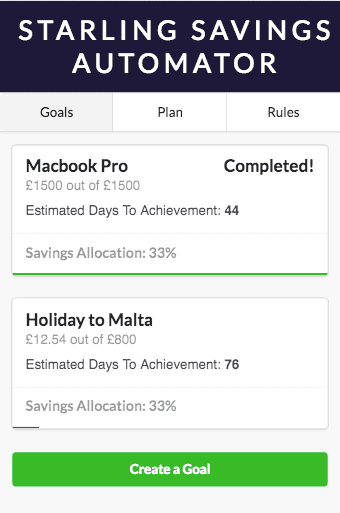 STARLING SAVINGS
AUTOMATOR
Goals Plan Rules
Macbook Pro Completed!
£1500 out of £1500
Estimated Days To Achievement: 44
Savings Allocation: 33%
Holiday to Malta
£12.54 out of £800
Estimated Days To Achievement: 76
Savings Allocation: 33%
Create a Goal